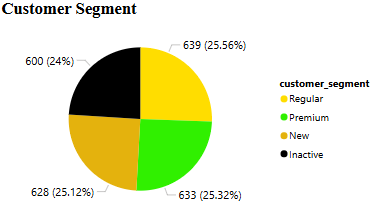 Customer Segment
639 (25.56%)
600 (24%)
customer_segment
Regular
Premium
New
Inactive
628 (25.12%)
633 (25.32%)